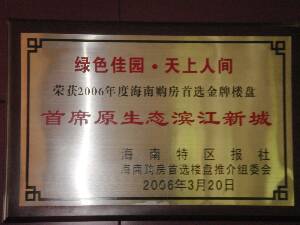 绿色佳园·天上人间
荣获2006年度海南购房首选金牌楼盘
首席原生态滨江新城
海南特区报社
海南购房首选楼盘推介组委会
2006年3月20日